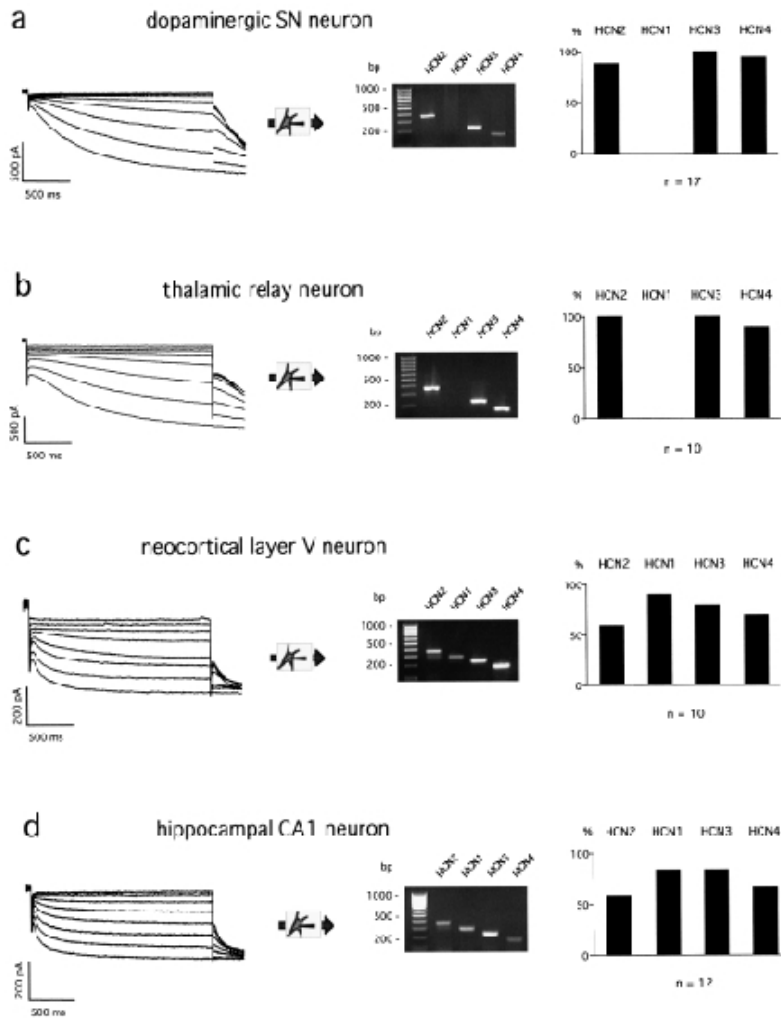 a
dopaminergic SN neuron
% HCN2 HCN1 HCN3 HCN4
bp HCN2 HCN1 HCN3 HCN4
1000
500
200
100
50
0
500 pA
500 ms
n = 17
b
thalamic relay neuron
% HCN2 HCN1 HCN3 HCN4
HCN2 HCN1 HCN3 HCN4
1000
500
200
100
50
0
500 pA
500 ms
n = 10
c
neocortical layer V neuron
% HCN2 HCN1 HCN3 HCN4
bp HCN2 HCN1 HCN3 HCN4
1000
500
200
100
50
0
200 pA
500 ms
n = 10
d
hippocampal CA1 neuron
% HCN2 HCN1 HCN3 HCN4
bp HCN2 HCN3 HCN4
1000
500
200
100
50
0
200 pA
500 ms
n = 12